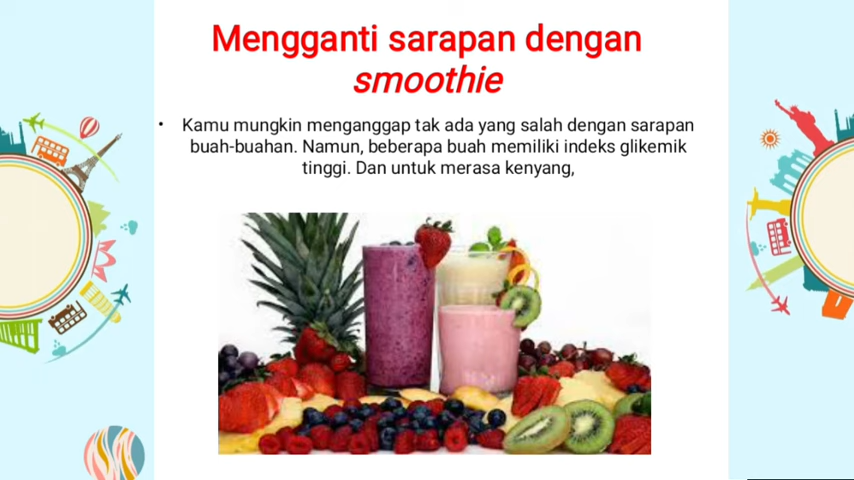 Mengganti sarapan dengan
smoothie
• Kamu mungkin menganggap tak ada yang salah dengan sarapan
buah-buahan. Namun, beberapa buah memiliki indeks glikemik
tinggi. Dan untuk merasa kenyang,